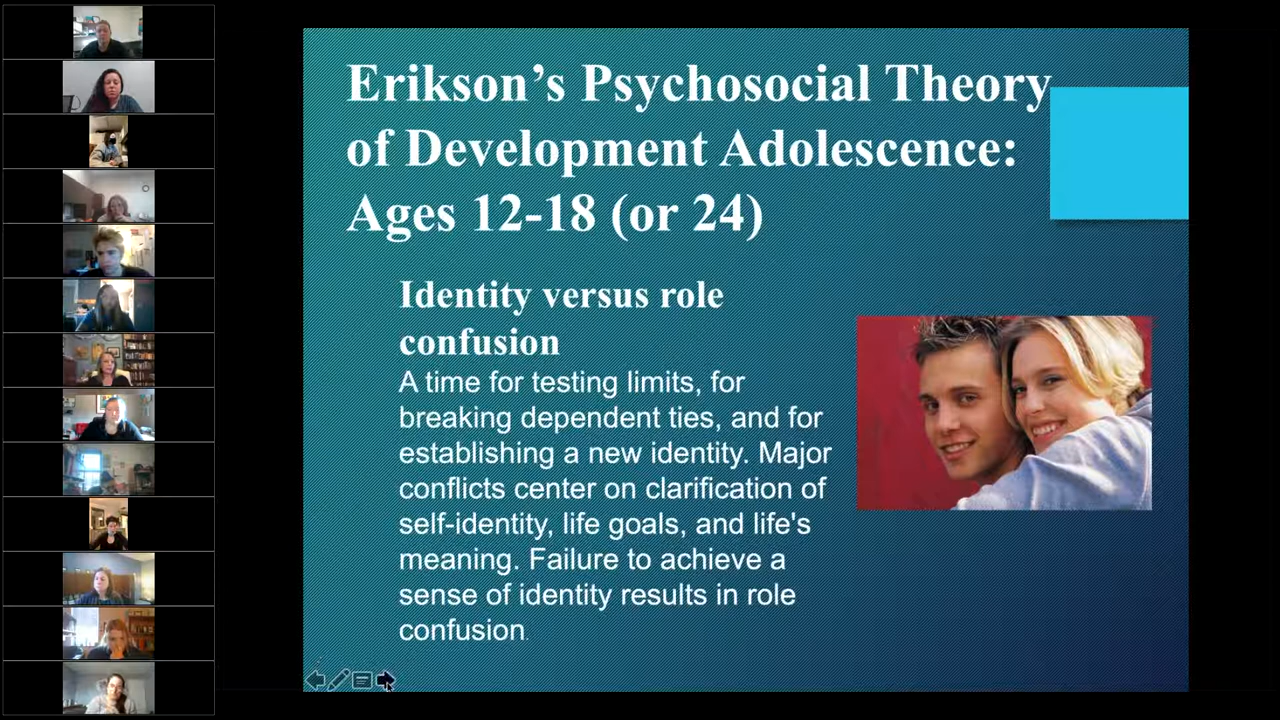 Erikson’s Psychosocial Theory
of Development Adolescence:
Ages 12-18 (or 24)
Identity versus role
confusion
A time for testing limits, for
breaking dependent ties, and for
establishing a new identity. Major
conflicts center on clarification of
self-identity, life goals, and life's
meaning. Failure to achieve a
sense of identity results in role
confusion.